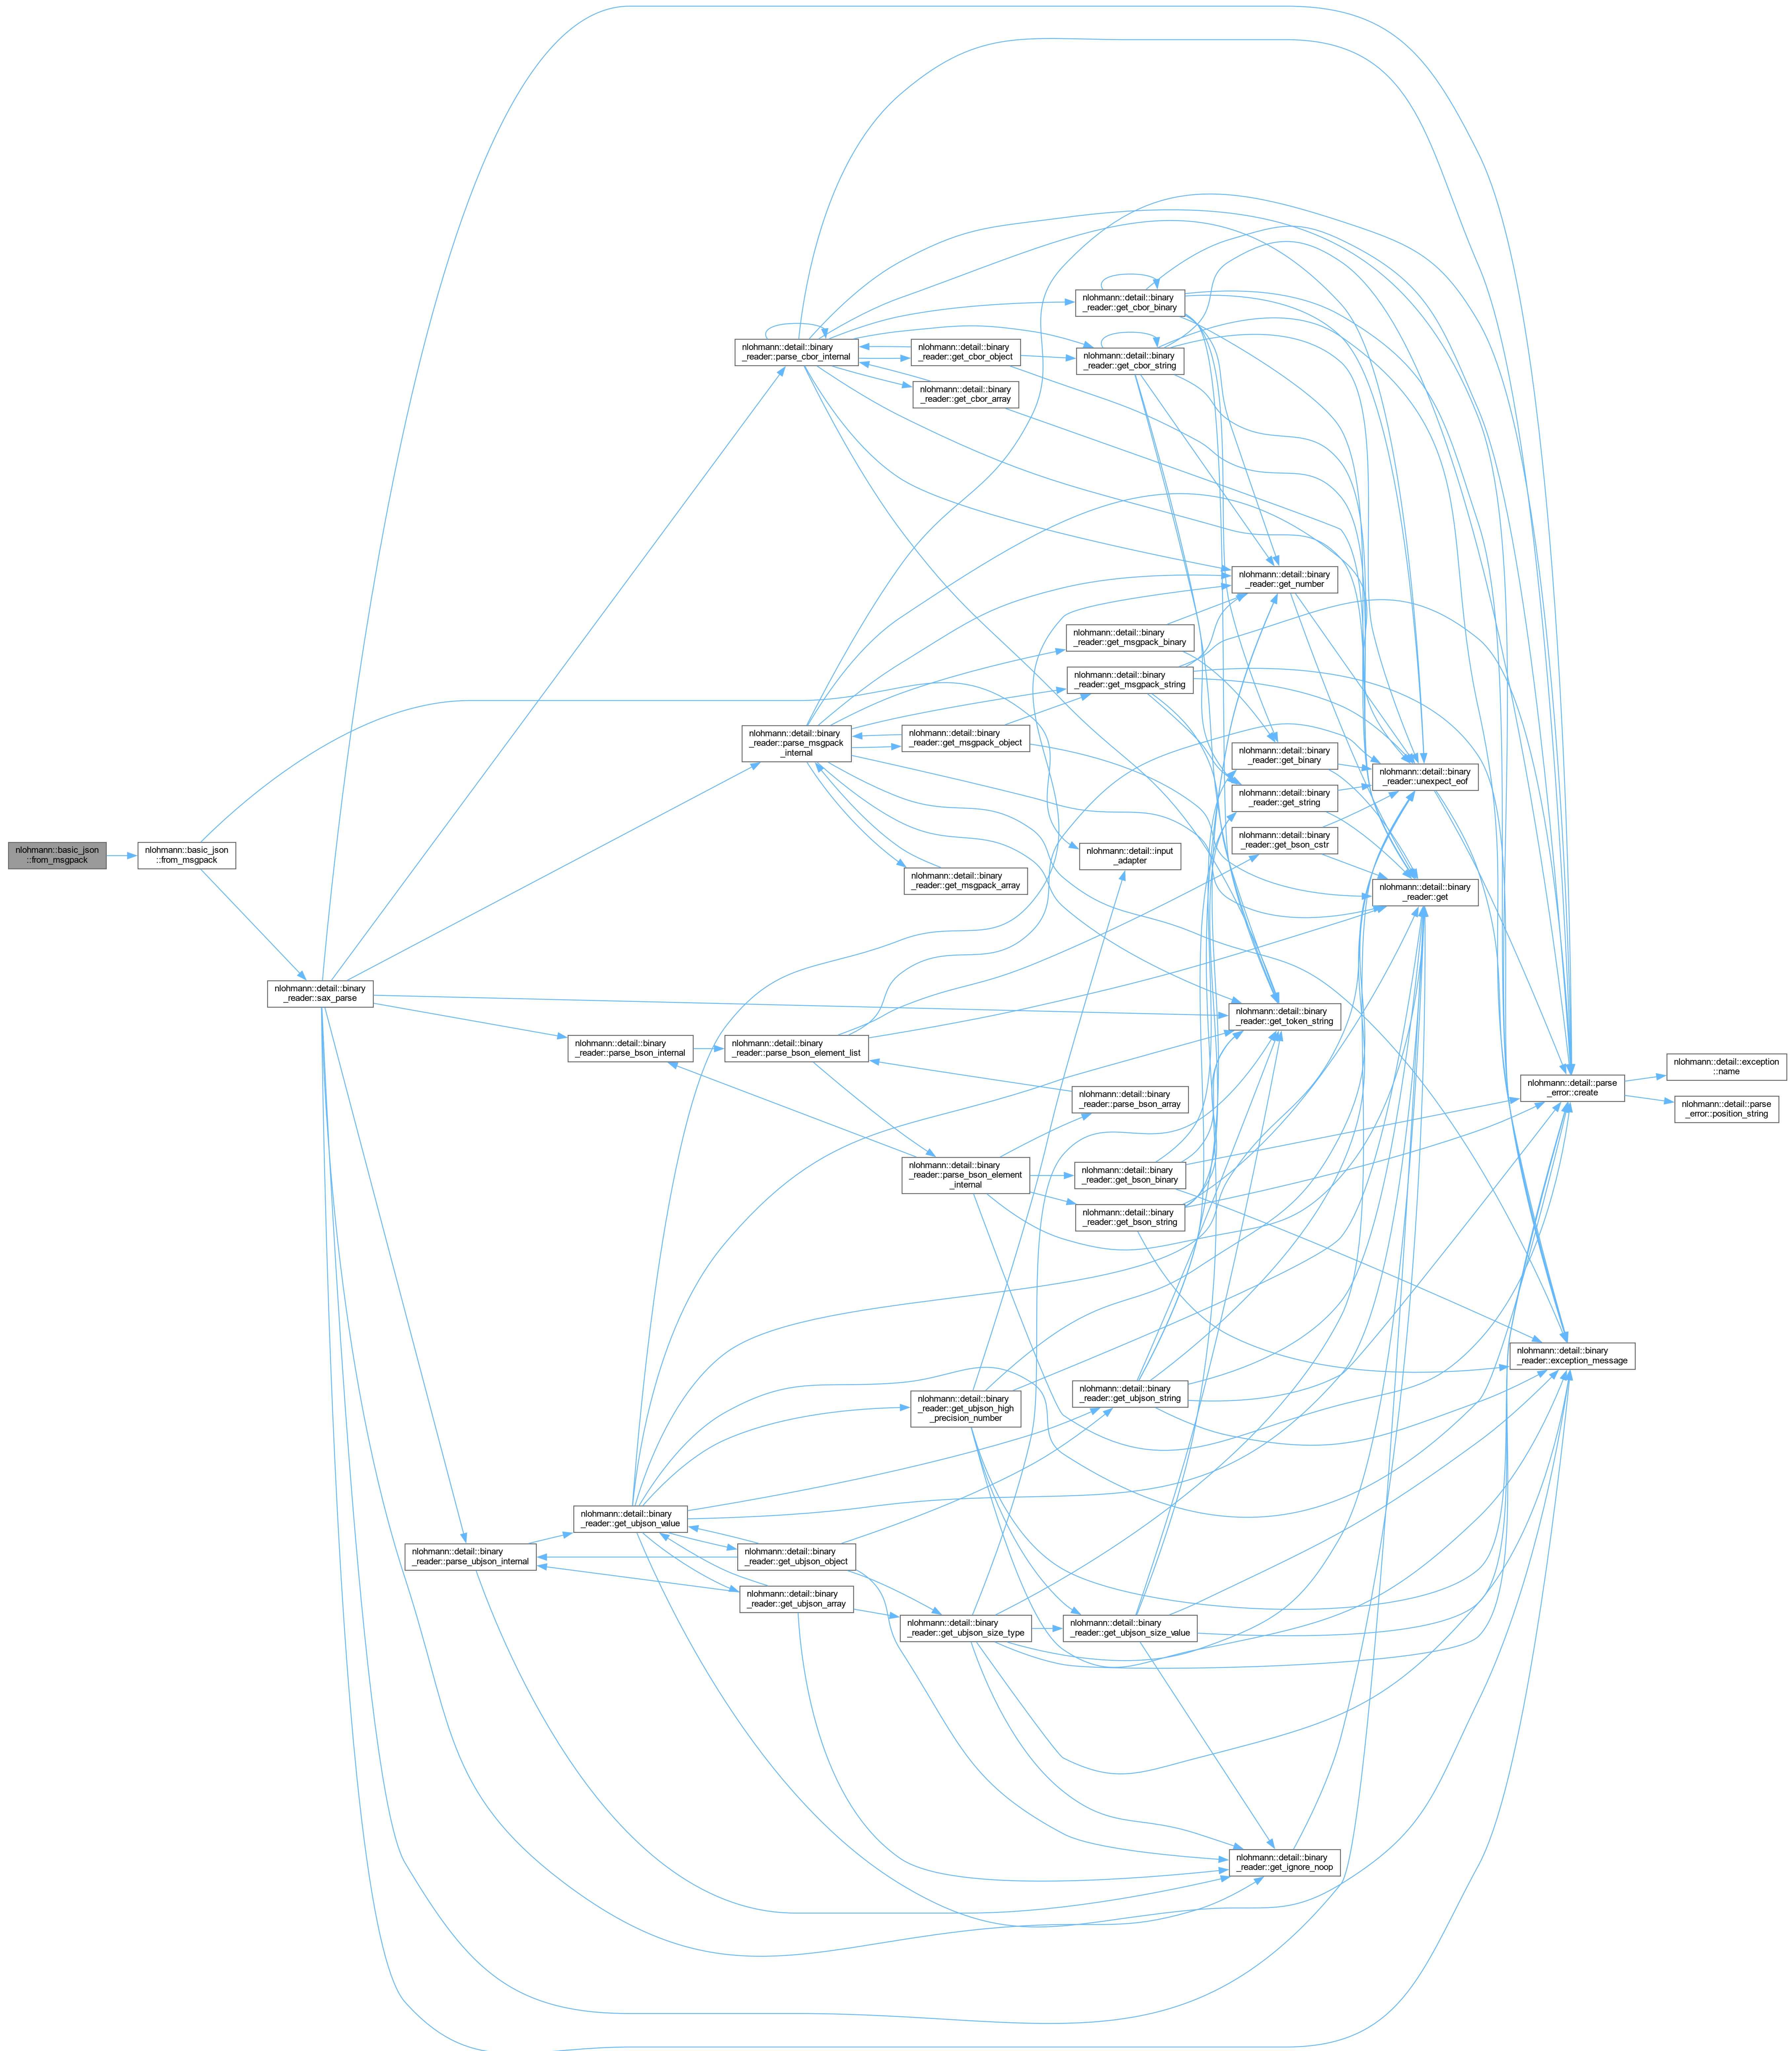 nlohmann::basic_json
::from_msgpack
nlohmann::basic_json
::from_msgpack
nlohmann::detail::binary
_reader::sax_parse
nlohmann::detail::binary
_reader::parse_cbor_internal
nlohmann::detail::binary
_reader::get_cbor_object
nlohmann::detail::binary
_reader::get_cbor_array
nlohmann::detail::binary
_reader::get_cbor_binary
nlohmann::detail::binary
_reader::get_cbor_string
nlohmann::detail::binary
_reader::get_number
nlohmann::detail::binary
_reader::get_msgpack_binary
nlohmann::detail::binary
_reader::get_msgpack_string
nlohmann::detail::binary
_reader::parse_msgpack
_internal
nlohmann::detail::binary
_reader::get_msgpack_object
nlohmann::detail::binary
_reader::get_msgpack_array
nlohmann::detail::binary
_reader::get_binary
nlohmann::detail::binary
_reader::get_string
nlohmann::detail::binary
_reader::get_bson_cstr
nlohmann::detail::binary
_reader::unexpect_eof
nlohmann::detail::binary
_reader::get
nlohmann::detail::input
_adapter
nlohmann::detail::binary
_reader::get_token_string
nlohmann::detail::binary
_reader::parse_bson_internal
nlohmann::detail::binary
_reader::parse_bson_element_list
nlohmann::detail::binary
_reader::parse_bson_array
nlohmann::detail::binary
_reader::parse_bson_element
_internal
nlohmann::detail::binary
_reader::get_bson_binary
nlohmann::detail::binary
_reader::get_bson_string
nlohmann::detail::parse
_error::create
nlohmann::detail::exception
::name
nlohmann::detail::parse
_error::position_string
nlohmann::detail::binary
_reader::exception_message
nlohmann::detail::binary
_reader::get_ubjson_high
_precision_number
nlohmann::detail::binary
_reader::get_ubjson_string
nlohmann::detail::binary
_reader::get_ubjson_value
nlohmann::detail::binary
_reader::parse_ubjson_internal
nlohmann::detail::binary
_reader::get_ubjson_object
nlohmann::detail::binary
_reader::get_ubjson_array
nlohmann::detail::binary
_reader::get_ubjson_size_type
nlohmann::detail::binary
_reader::get_ubjson_size_value
nlohmann::detail::binary
_reader::get_ignore_noop